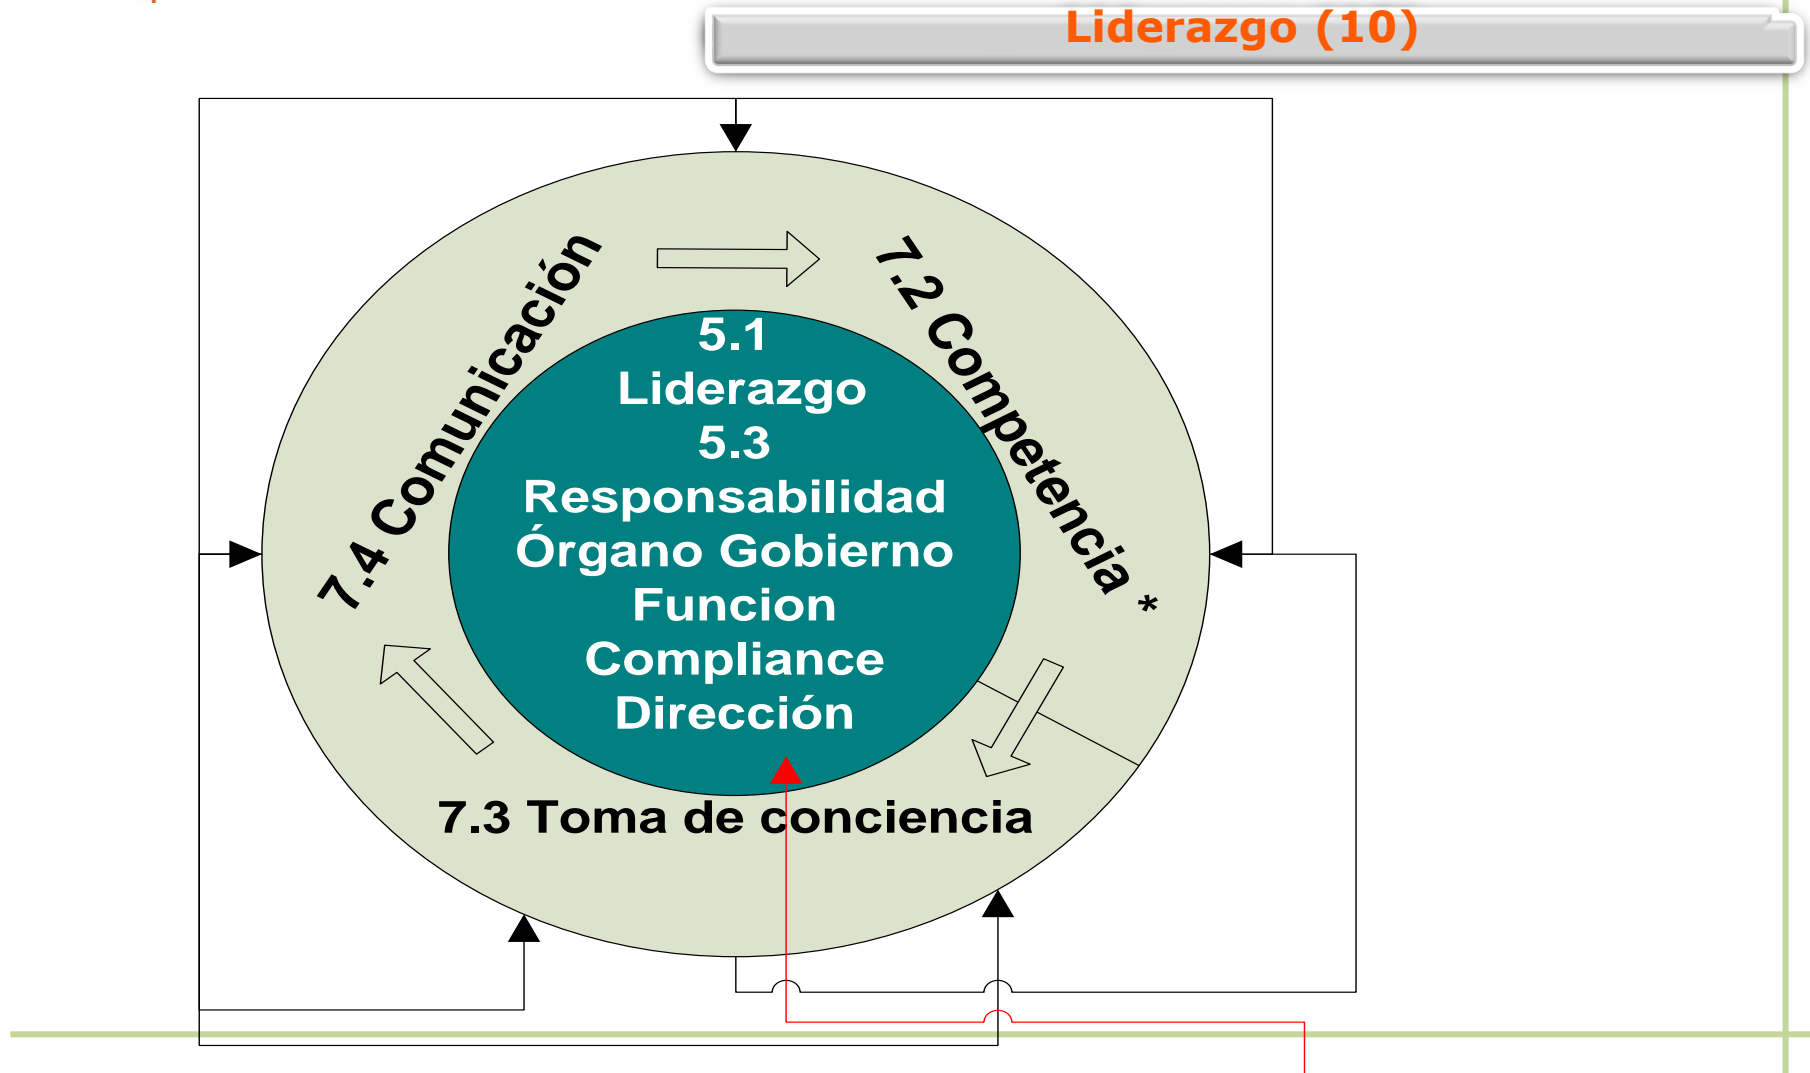 Liderazgo (10)
7.4 Comunicación
7.2 Competencia *
5.1
Liderazgo
5.3
Responsabilidad
Órgano Gobierno
Funcion
Compliance
Dirección
7.3 Toma de conciencia